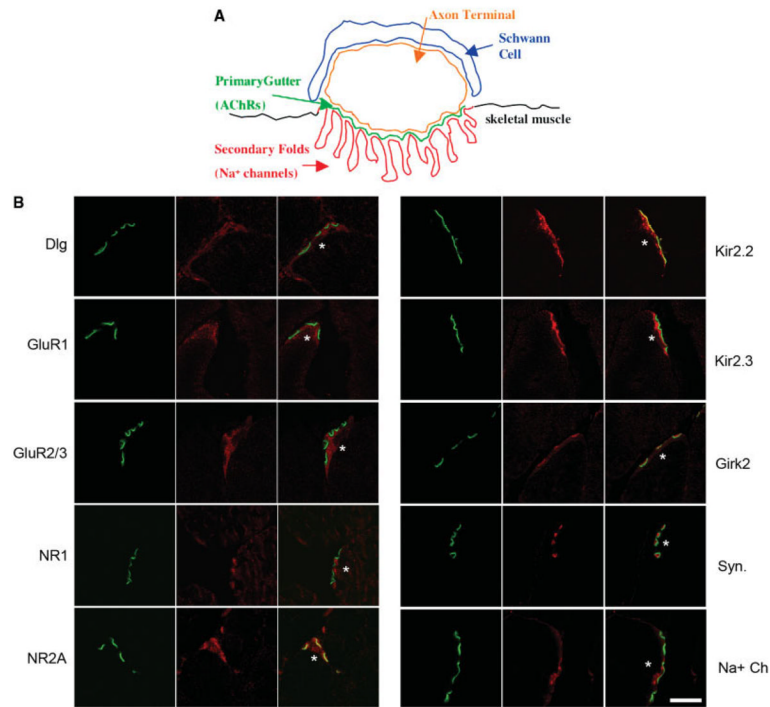 A
Axon Terminal
Schwann
Cell
PrimaryGutter
(AChRs)
skeletal muscle
Secondary Folds
(Na+ channels)
B
Dlg
GluR1
GluR2/3
NR1
NR2A
Kir2.2
Kir2.3
Girk2
Syn.
Na+ Ch
*
*
*
*
*
*
*
*
*
*